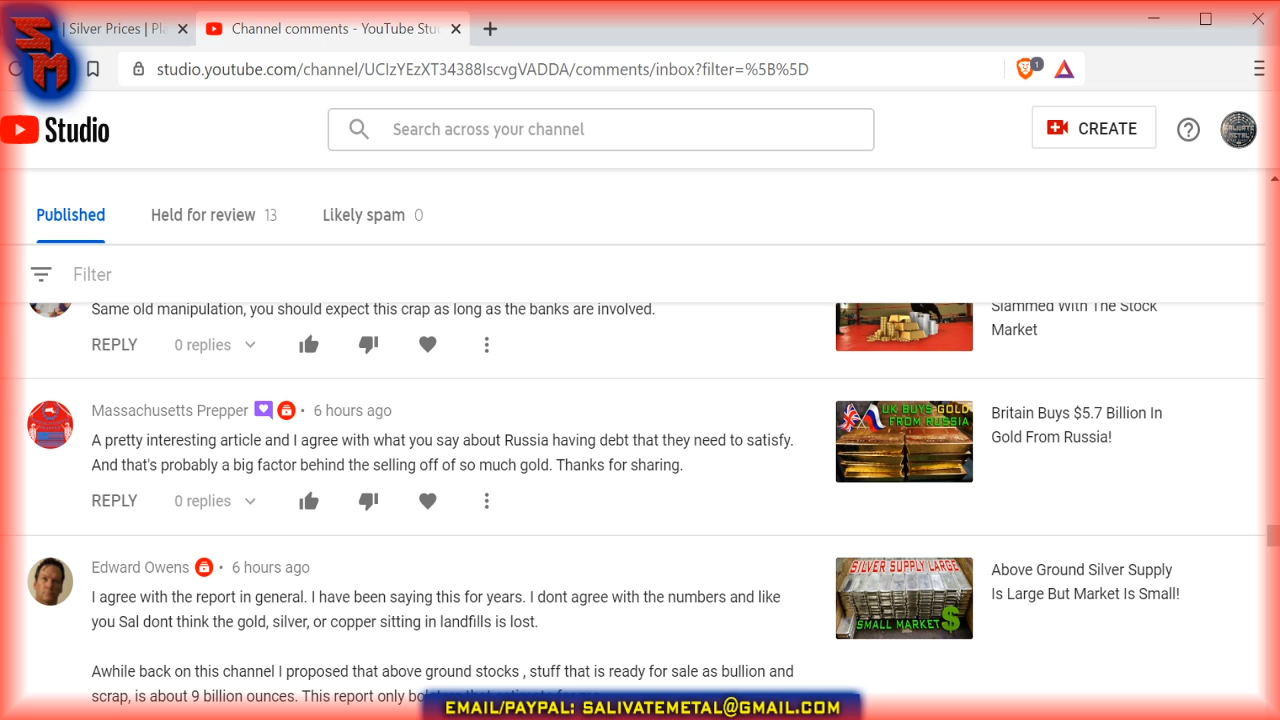 SM
| Silver Prices | Pl
Channel comments - YouTube Stu
studio.youtube.com/channel/UCIzYEzXT34388IscvgVADDA/comments/inbox?filter=%5B%5D
1
Studio
Search across your channel
CREATE
Published
Held for review 13
Likely spam 0
Filter
Same old manipulation, you should expect this crap as long as the banks are involved.
REPLY 0 replies
Slammed With The Stock
Market
Massachusetts Prepper • 6 hours ago
A pretty interesting article and I agree with what you say about Russia having debt that they need to satisfy.
And that's probably a big factor behind the selling off of so much gold. Thanks for sharing.
REPLY 0 replies
UK BUYS GOLD
FROM RUSSIA
Britain Buys $5.7 Billion In
Gold From Russia!
Edward Owens • 6 hours ago
I agree with the report in general. I have been saying this for years. I dont agree with the numbers and like
you Sal dont think the gold, silver, or copper sitting in landfills is lost.
Awhile back on this channel I proposed that above ground stocks , stuff that is ready for sale as bullion and
scrap, is about 9 billion ounces. This report only
SILVER SUPPLY LARGE
SMALL MARKET $
Above Ground Silver Supply
Is Large But Market Is Small!
EMAIL/PAYPAL: SALIVATEMETAL@GMAIL.COM